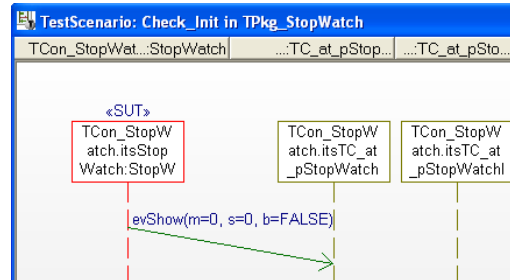 TestScenario: Check_Init in TPkg_StopWatch
TCon_StopWat...:StopWatch ...:TC_at_pStop... ...:TC_at_pSto...
«SUT»
TCon_StopW TCon_StopW TCon_StopW
atch.itsStop atch.itsTC_at atch.itsTC_at
Watch:StopW _pStopWatch _pStopWatchI
evShow(m=0, s=0, b=FALSE)